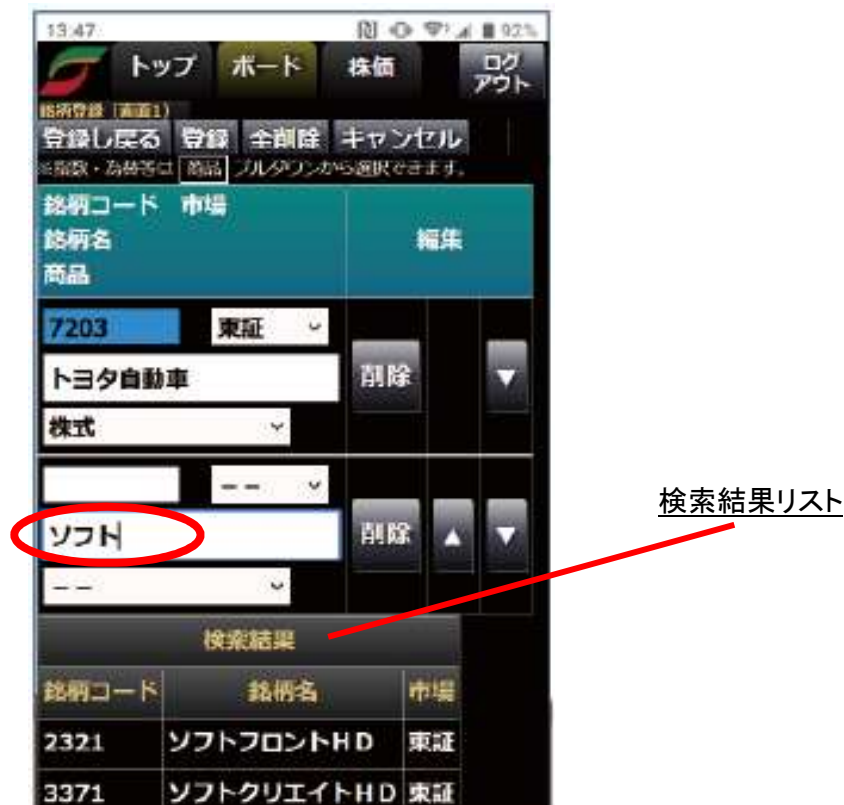 13:47 92%
トップ ボード 株価 ログアウト
銘柄登録 (画面1)
登録し戻る 登録 全削除 キャンセル
※指数・為替等は 商品 プルダウンから選択できます。
銘柄コード 市場
銘柄名
商品
編集
7203 東証
トヨタ自動車
株式
削除 ▼
-- 
ソフト
--
削除 ▲ ▼
検索結果リスト
検索結果
銘柄コード 銘柄名 市場
2321 ソフトフロントHD 東証
3371 ソフトクリエイトHD 東証